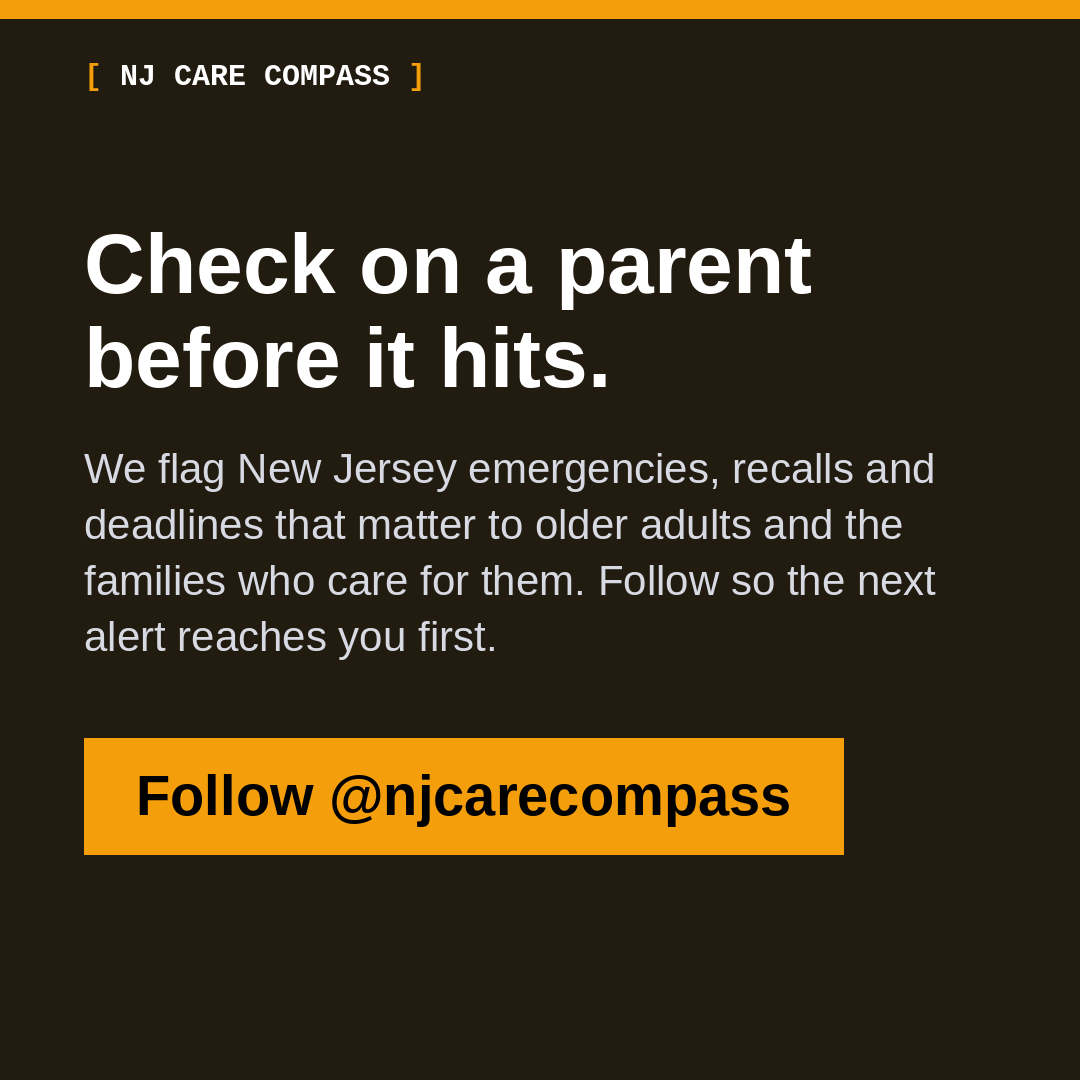 [ NJ CARE COMPASS ]
Check on a parent
before it hits.
We flag New Jersey emergencies, recalls and
deadlines that matter to older adults and the
families who care for them. Follow so the next
alert reaches you first.
Follow @njcarecompass